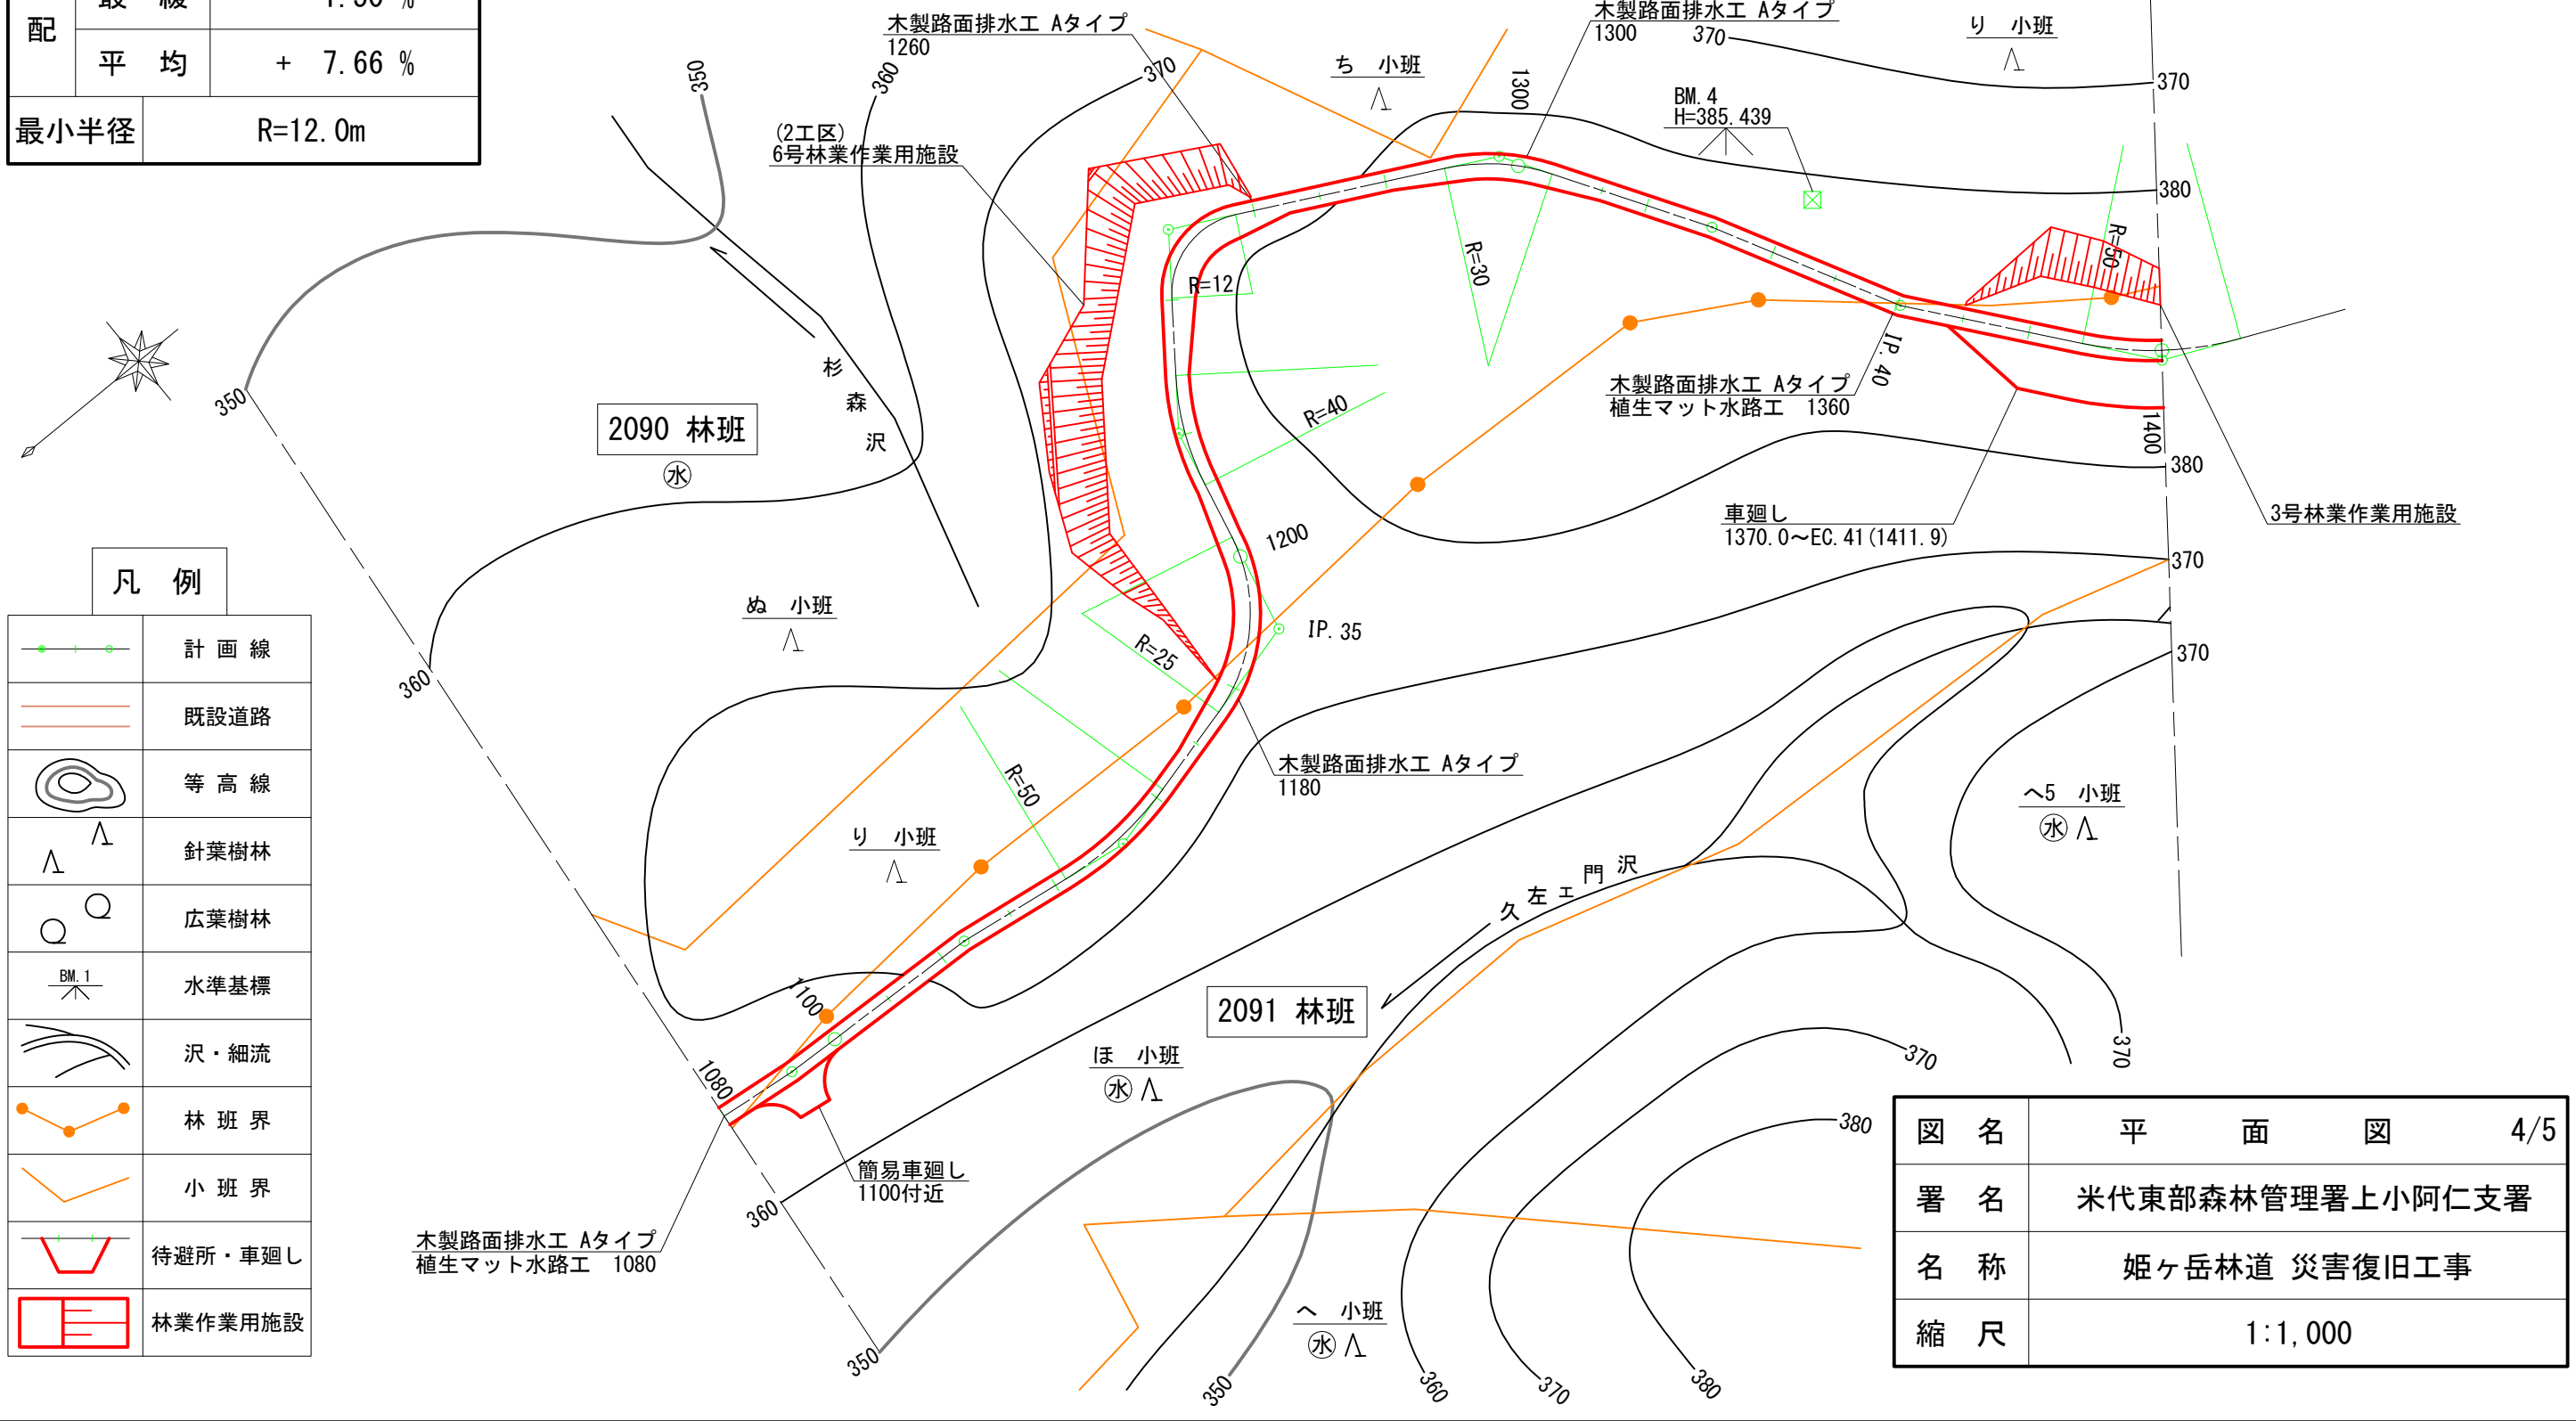 配
平 均
+ 7.66 %
最小半径
R=12.0m
木製路面排水工 Aタイプ
1260
(2工区)
6号林業作業用施設
木製路面排水工 Aタイプ
1300
370
り 小班
370
ち 小班
1300
BM.4
H=385.439
380
350
360
370
R=12
R=30
R=50
R=40
杉
森
沢
2090 林班
水
350
木製路面排水工 Aタイプ
植生マット水路工 1360
IP.40
1400
380
車廻し
1370.0～EC.41(1411.9)
3号林業作業用施設
370
370
1200
IP.35
ぬ 小班
R=25
360
木製路面排水工 Aタイプ
1180
R=50
り 小班
へ5 小班
水
久
左
エ
門
沢
2091 林班
1100
1080
ほ 小班
水
簡易車廻し
1100付近
木製路面排水工 Aタイプ
植生マット水路工 1080
360
350
350
へ 小班
水
360
370
380
370
370
380
凡 例
計 画 線
既設道路
等 高 線
針葉樹林
広葉樹林
BM.1
水準基標
沢・細流
林 班 界
小 班 界
待避所・車廻し
林業作業用施設
図 名
平 面 図 4/5
署 名
米代東部森林管理署上小阿仁支署
名 称
姫ヶ岳林道 災害復旧工事
縮 尺
1:1,000